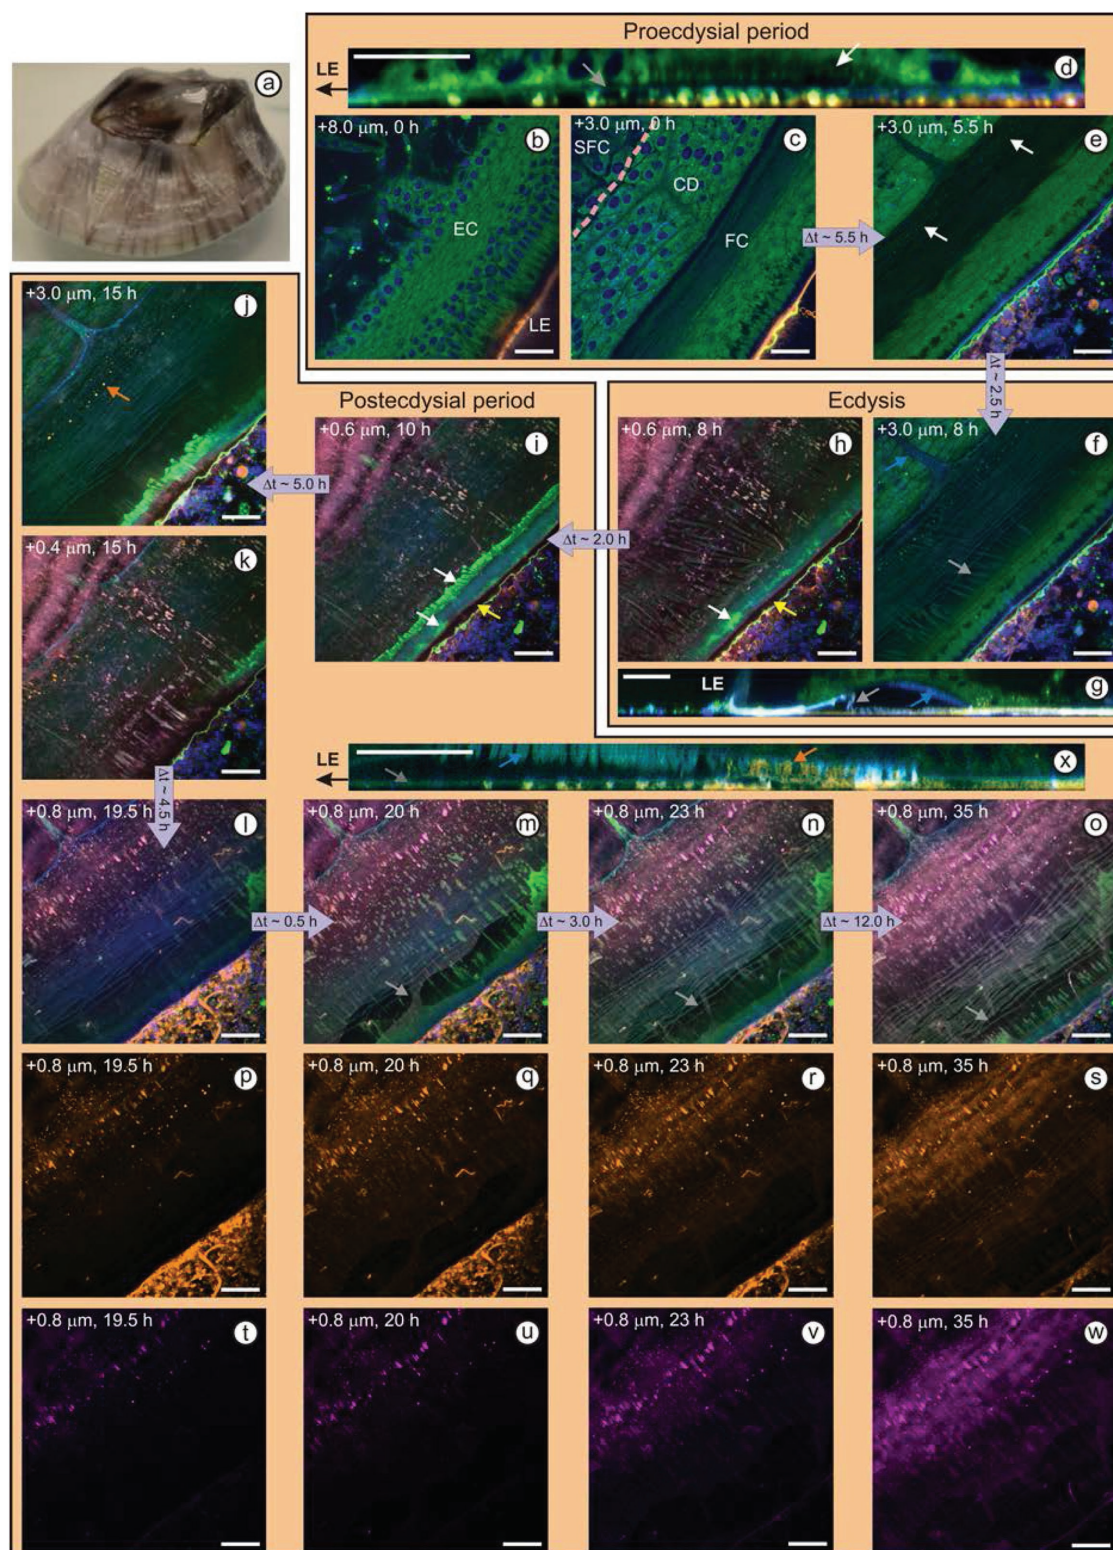 Proecdysial period
a
LE
d
+8.0 μm, 0 h
b
EC
LE
+3.0 μm, 0 h
c
SFC
CD
FC
Δt ~ 5.5 h
+3.0 μm, 5.5 h
e
Δt ~ 2.5 h
+3.0 μm, 15 h
j
Postecdysial period
+0.6 μm, 10 h
i
Δt ~ 5.0 h
Ecdysis
+0.6 μm, 8 h
h
+3.0 μm, 8 h
f
Δt ~ 2.0 h
+0.4 μm, 15 h
k
LE
g
Δt ~ 4.5 h
LE
x
+0.8 μm, 19.5 h
l
+0.8 μm, 20 h
m
+0.8 μm, 23 h
n
+0.8 μm, 35 h
o
Δt ~ 0.5 h
Δt ~ 3.0 h
Δt ~ 12.0 h
+0.8 μm, 19.5 h
p
+0.8 μm, 20 h
q
+0.8 μm, 23 h
r
+0.8 μm, 35 h
s
+0.8 μm, 19.5 h
t
+0.8 μm, 20 h
u
+0.8 μm, 23 h
v
+0.8 μm, 35 h
w